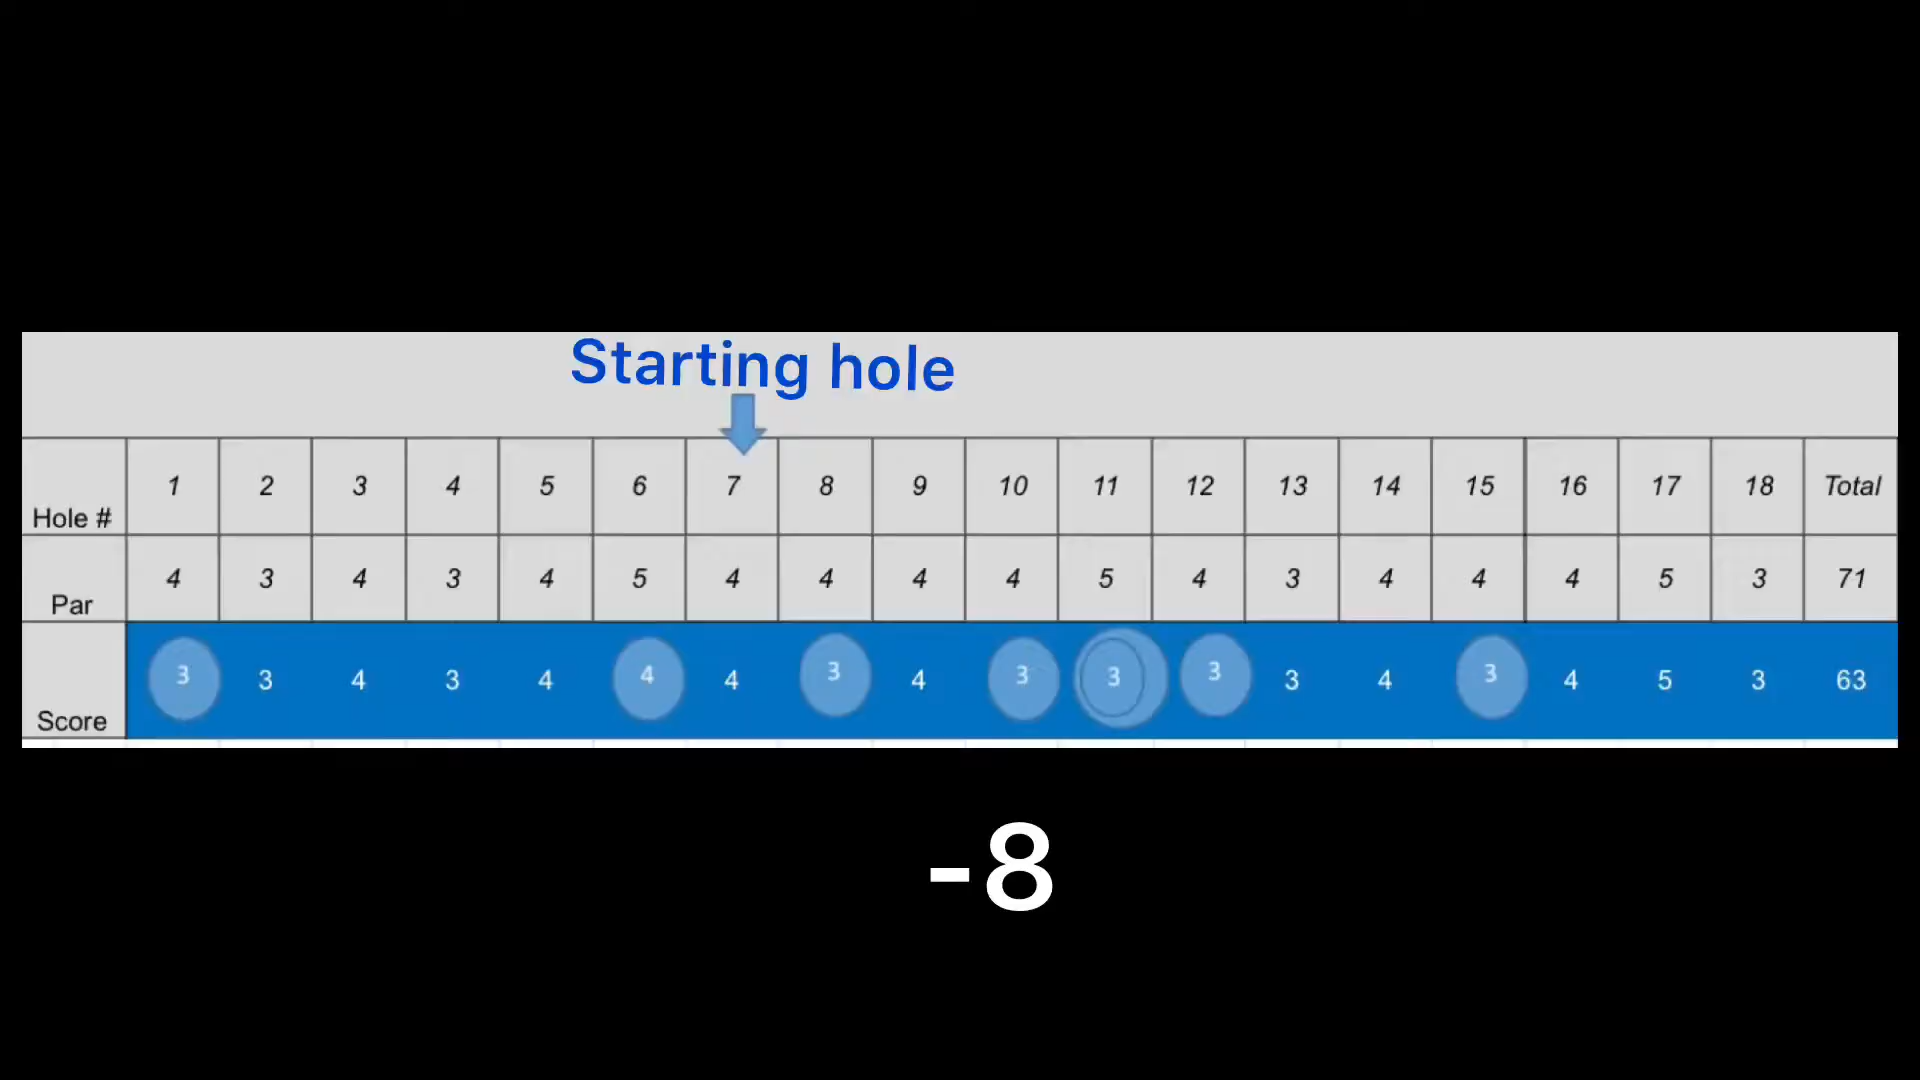 Starting hole
Hole # 1 2 3 4 5 6 7 8 9 10 11 12 13 14 15 16 17 18 Total
Par 4 3 4 3 4 5 4 4 4 4 5 4 3 4 4 4 5 3 71
Score 3 3 4 3 4 4 4 3 4 3 3 3 3 4 3 4 5 3 63
-8